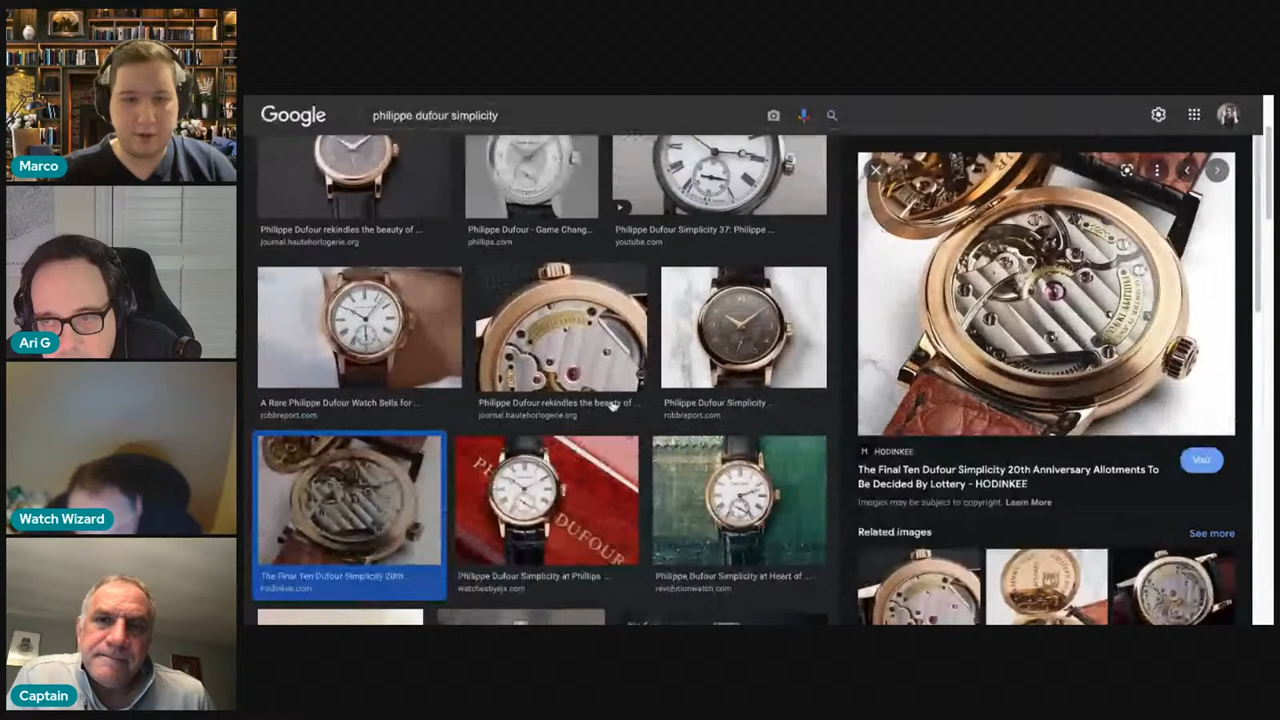 Marco
Ari G
Watch Wizard
Captain
Google
philippe dufour simplicity
Philippe Dufour rekindles the beauty of ...
journal.hautehorlogerie.org
Philippe Dufour - Game Chang...
phillips.com
Philippe Dufour Simplicity 37: Philippe ...
youtube.com
A Rare Philippe Dufour Watch Sells for ...
robbreport.com
Philippe Dufour rekindles the beauty of ...
journal.hautehorlogerie.org
Philippe Dufour Simplicity ...
robbreport.com
The Final Ten Dufour Simplicity 20th ...
hodinkee.com
Philippe Dufour Simplicity at Phillips ...
watchesbysjx.com
Philippe Dufour Simplicity at Heart of ...
revolutionwatch.com
DUFOUR
H HODINKEE
The Final Ten Dufour Simplicity 20th Anniversary Allotments To
Be Decided By Lottery - HODINKEE
Visit
Images may be subject to copyright. Learn More
Related images
See more